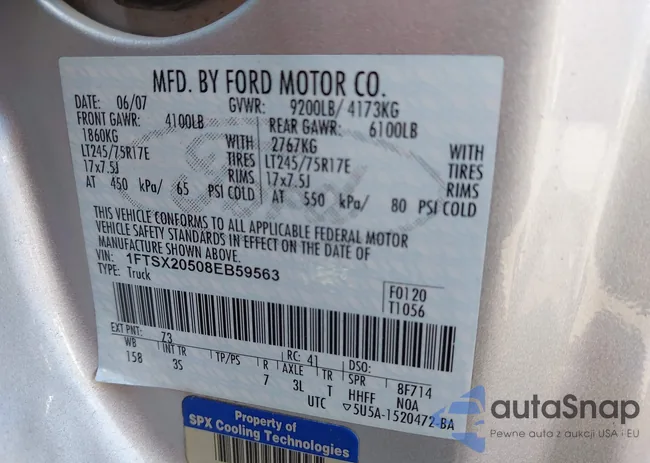 MFD. BY FORD MOTOR CO.
DATE: 06/07 GVWR: 9200LB/ 4173KG
FRONT GAWR: 4100LB REAR GAWR: 6100LB
1860KG WITH 2767KG WITH
LT245/75R17E TIRES LT245/75R17E TIRES
17x7.5J RIMS 17x7.5J RIMS
AT 450 kPa/ 65 PSI COLD AT 550 kPa/ 80 PSI COLD
THIS VEHICLE CONFORMS TO ALL APPLICABLE FEDERAL MOTOR
VEHICLE SAFETY STANDARDS IN EFFECT ON THE DATE OF
MANUFACTURE SHOWN ABOVE.
VIN: 1FTSX20508EB59563
TYPE: Truck
F0120
T1056
EXT PNT: Z3 RC: 41 DSO:
WB INT TR TP/PS R AXLE TR SPR 8F714
158 3S 7 3L T HHFF N0A
UTC ▽5U5A-1520472-BA
Property of
SPX Cooling Technologies
autoSnap
Pewne auta z aukcji USA · EU